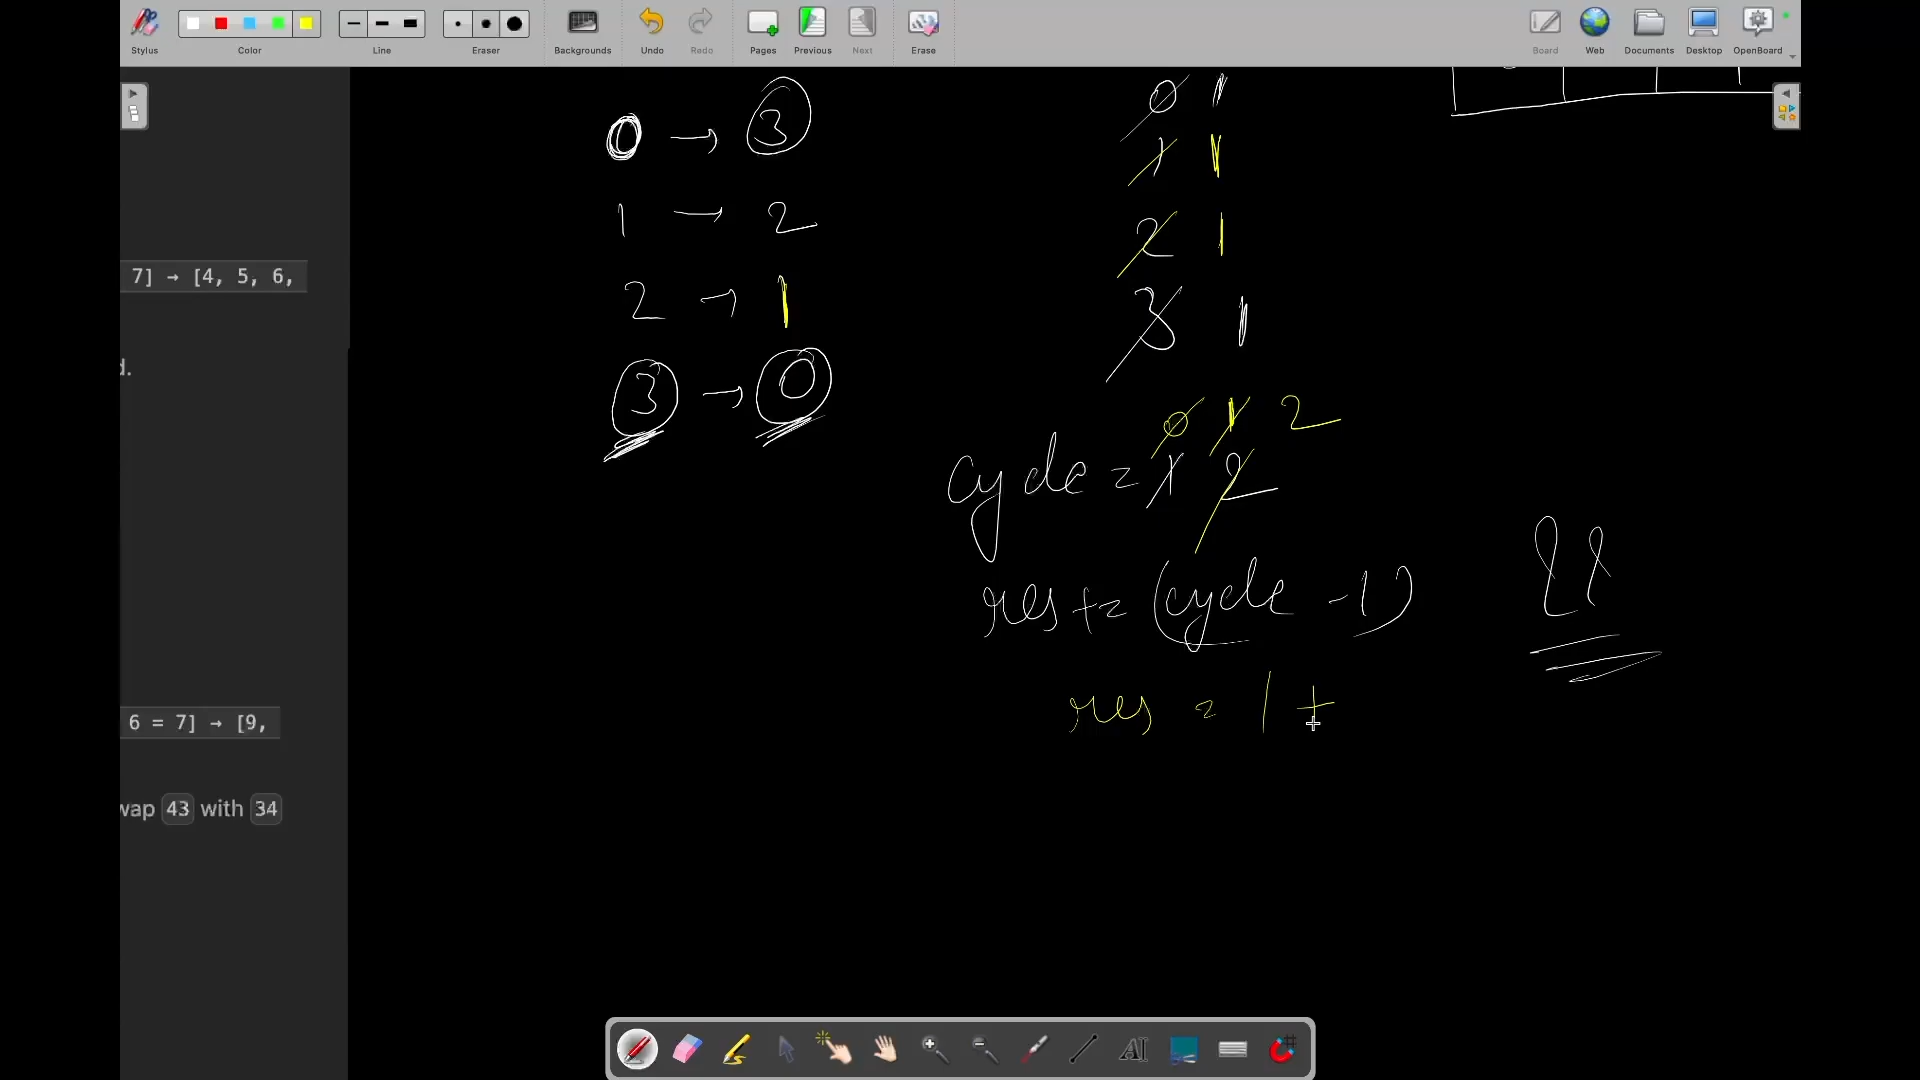 Stylus Color Line Eraser Backgrounds Undo Redo Pages Previous Next Erase Board Web Documents Desktop OpenBoard
0 → 3
1 → 2
2 → 1
3 → 0
7] → [4, 5, 6,
d.
6 = 7] → [9,
wap 43 with 34
0 1
1 1
2 1
3 1
0 1 2
cycle = 1 2
res += (cycle - 1)
res = 1 +
AI